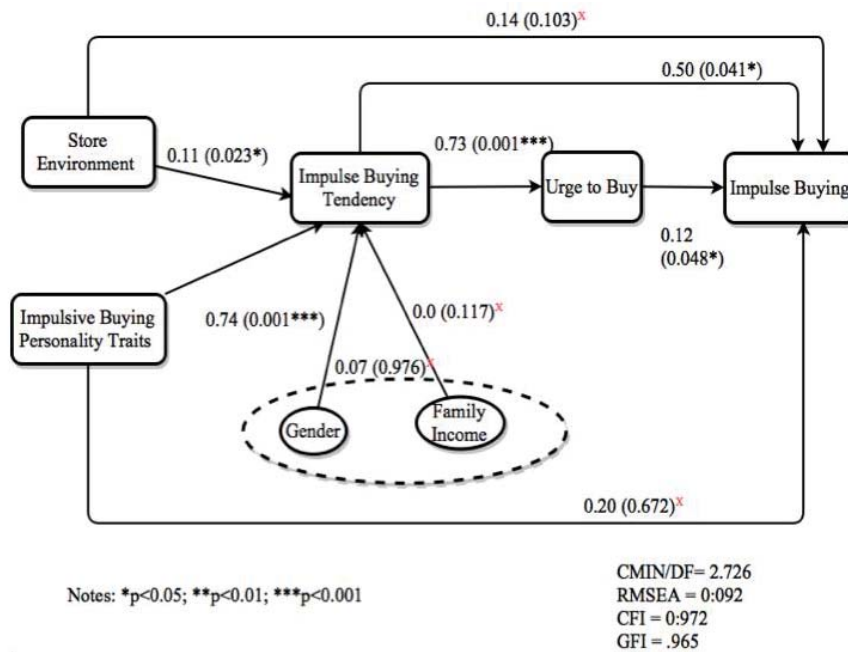 0.14 (0.103)x
0.50 (0.041*)
Store
Environment
0.11 (0.023*)
0.73 (0.001***)
Impulse Buying
Tendency
Urge to Buy
Impulse Buying
0.12
(0.048*)
Impulsive Buying
Personality Traits
0.74 (0.001***)
0.0 (0.117)x
0.07 (0.976)x
Gender
Family
Income
0.20 (0.672)x
Notes: *p<0.05; **p<0.01; ***p<0.001
CMIN/DF= 2.726
RMSEA = 0:092
CFI = 0:972
GFI = .965